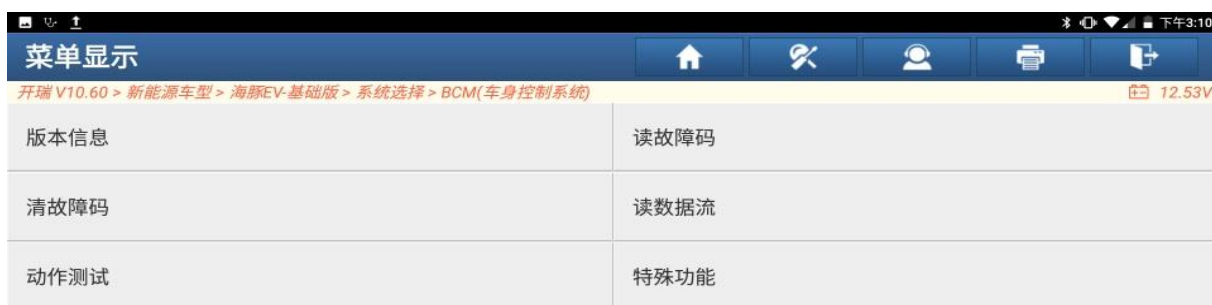 下午3:10
菜单显示
开瑞 V10.60 > 新能源车型 > 海豚EV-基础版 > 系统选择 > BCM(车身控制系统) 12.53V
版本信息 读故障码
清故障码 读数据流
动作测试 特殊功能